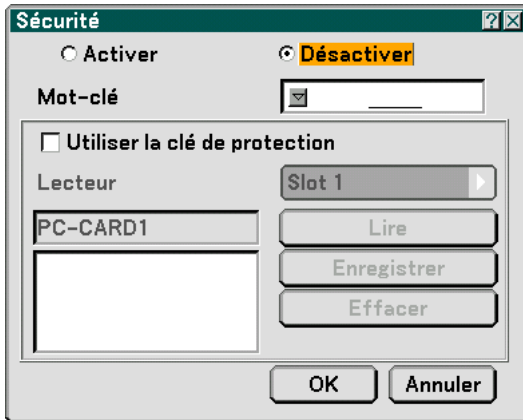 Sécurité
Activer Désactiver
Mot-clé
Utiliser la clé de protection
Lecteur Slot 1
PC-CARD1 Lire
Enregistrer
Effacer
OK Annuler